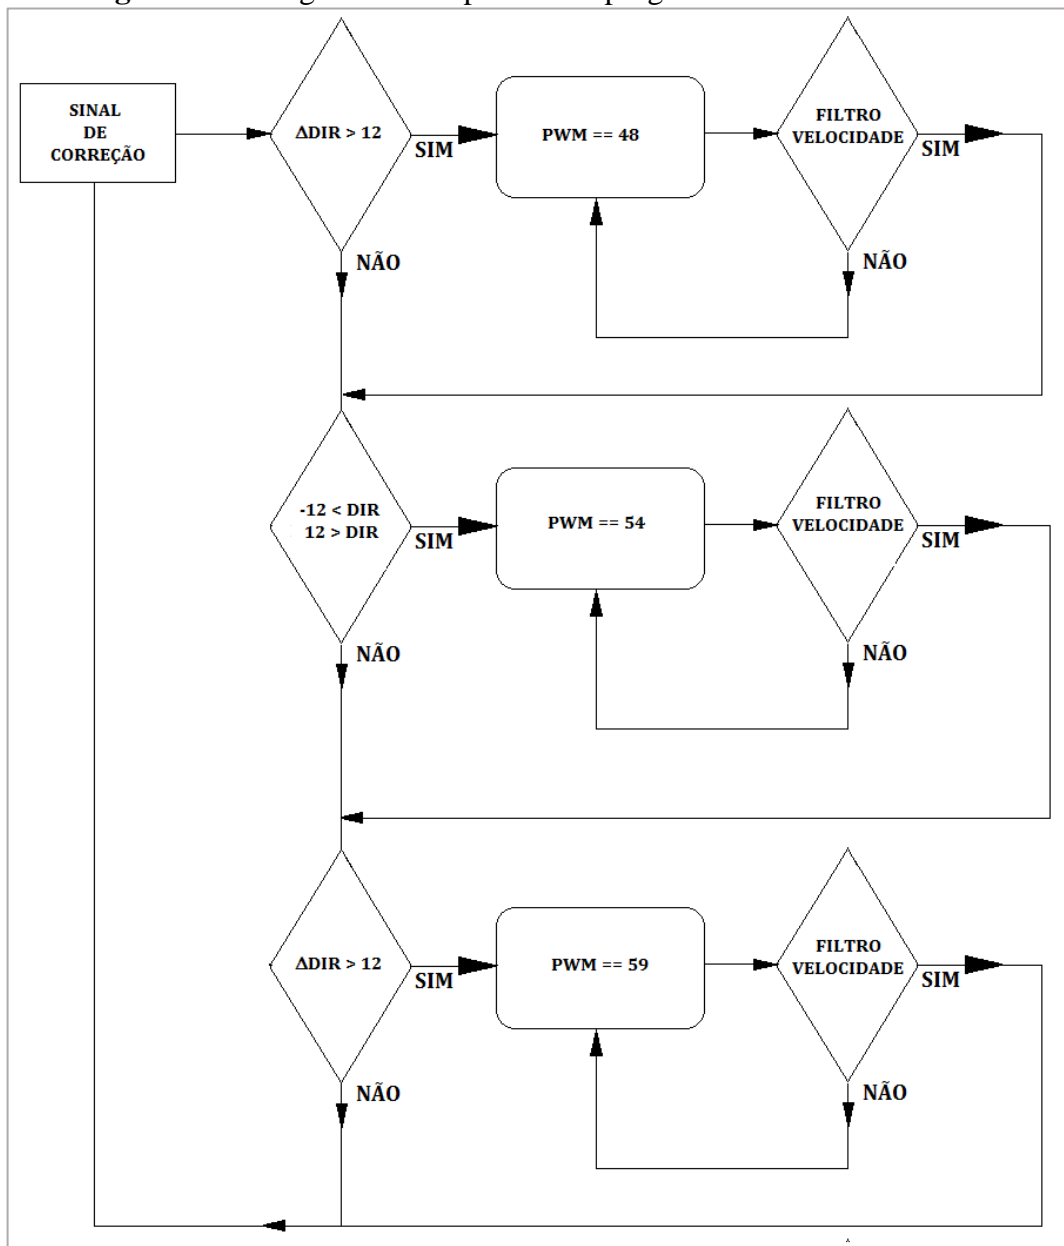 SINAL
DE
CORREÇÃO
ΔDIR > 12
SIM
PWM == 48
FILTRO
VELOCIDADE
SIM
NÃO
NÃO
-12 < DIR
12 > DIR
SIM
PWM == 54
FILTRO
VELOCIDADE
SIM
NÃO
NÃO
ΔDIR > 12
SIM
PWM == 59
FILTRO
VELOCIDADE
SIM
NÃO
NÃO